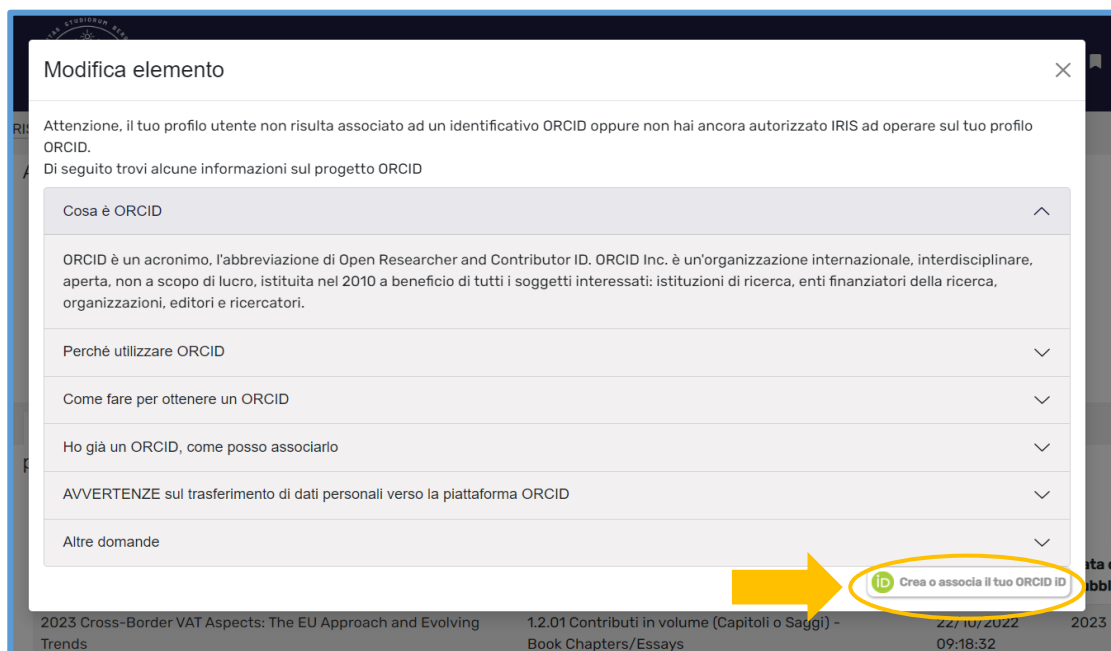 STUDIORUM
Modifica elemento
Attenzione, il tuo profilo utente non risulta associato ad un identificativo ORCID oppure non hai ancora autorizzato IRIS ad operare sul tuo profilo
ORCID.
Di seguito trovi alcune informazioni sul progetto ORCID
Cosa è ORCID
ORCID è un acronimo, l'abbreviazione di Open Researcher and Contributor ID. ORCID Inc. è un'organizzazione internazionale, interdisciplinare,
aperta, non a scopo di lucro, istituita nel 2010 a beneficio di tutti i soggetti interessati: istituzioni di ricerca, enti finanziatori della ricerca,
organizzazioni, editori e ricercatori.
Perché utilizzare ORCID
Come fare per ottenere un ORCID
Ho già un ORCID, come posso associarlo
AVVERTENZE sul trasferimento di dati personali verso la piattaforma ORCID
Altre domande
iD Crea o associa il tuo ORCID iD
2023 Cross-Border VAT Aspects: The EU Approach and Evolving
Trends
1.2.01 Contributi in volume (Capitoli o Saggi) -
Book Chapters/Essays
22/10/2022
09:18:32
2023